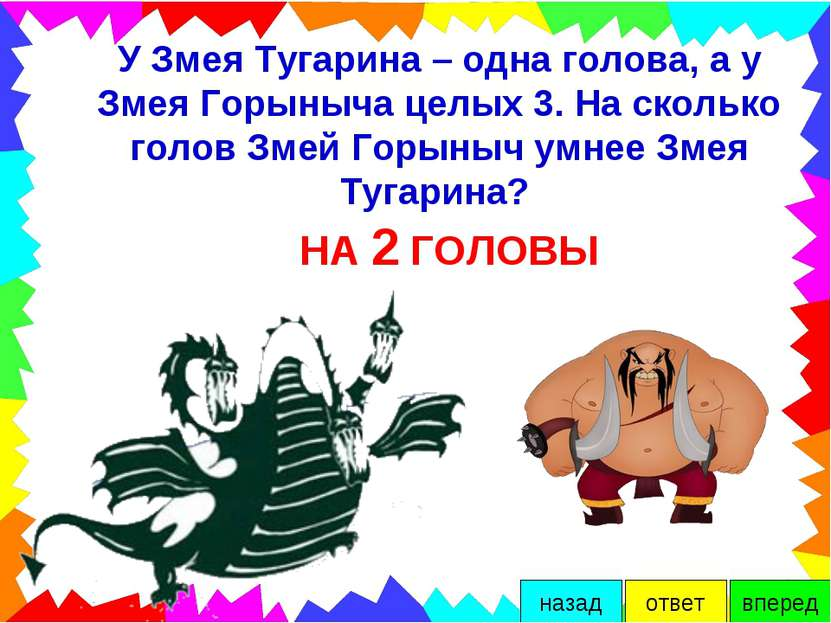 У Змея Тугарина – одна голова, а у
Змея Горыныча целых 3. На сколько
голов Змей Горыныч умнее Змея
Тугарина?
НА 2 ГОЛОВЫ
назад ответ вперед